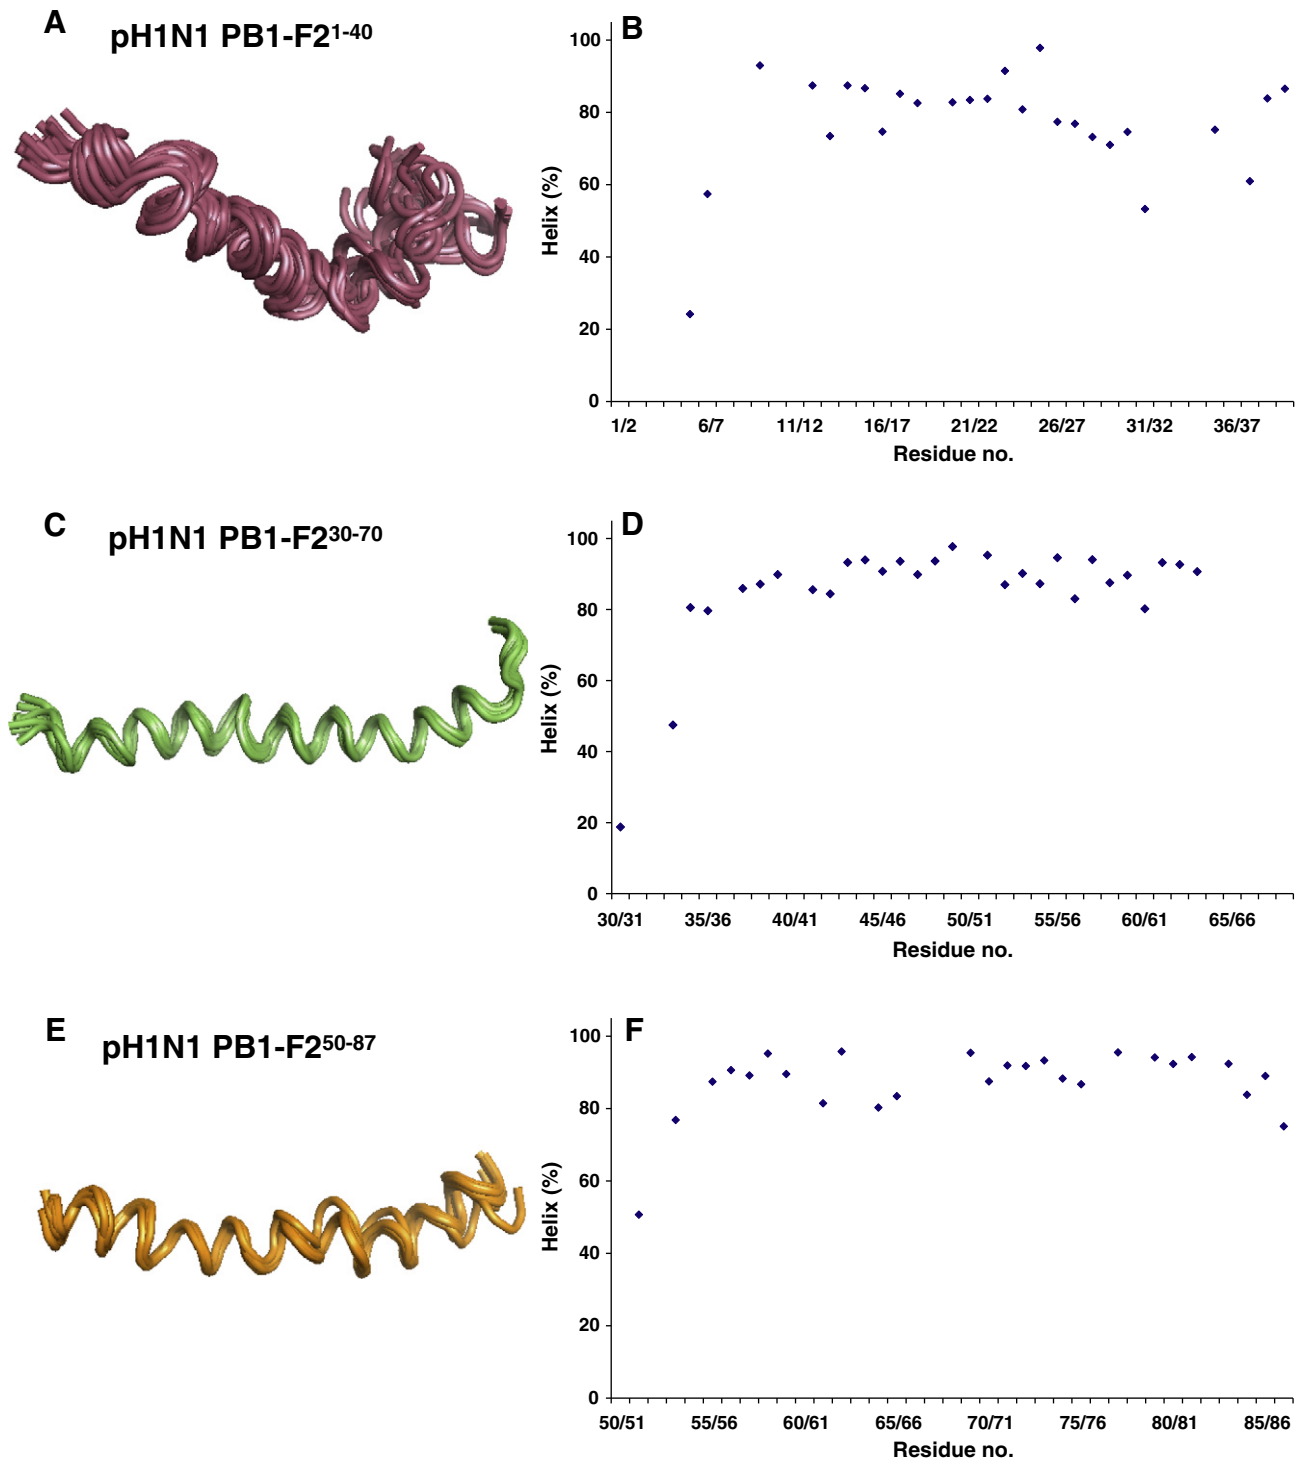 A
pH1N1 PB1-F2¹⁻⁴⁰
B
100
80
60
40
20
0
Helix (%)
1/2 6/7 11/12 16/17 21/22 26/27 31/32 36/37
Residue no.
C
pH1N1 PB1-F2³⁰⁻⁷⁰
D
100
80
60
40
20
0
Helix (%)
30/31 35/36 40/41 45/46 50/51 55/56 60/61 65/66
Residue no.
E
pH1N1 PB1-F2⁵⁰⁻⁸⁷
F
100
80
60
40
20
0
Helix (%)
50/51 55/56 60/61 65/66 70/71 75/76 80/81 85/86
Residue no.